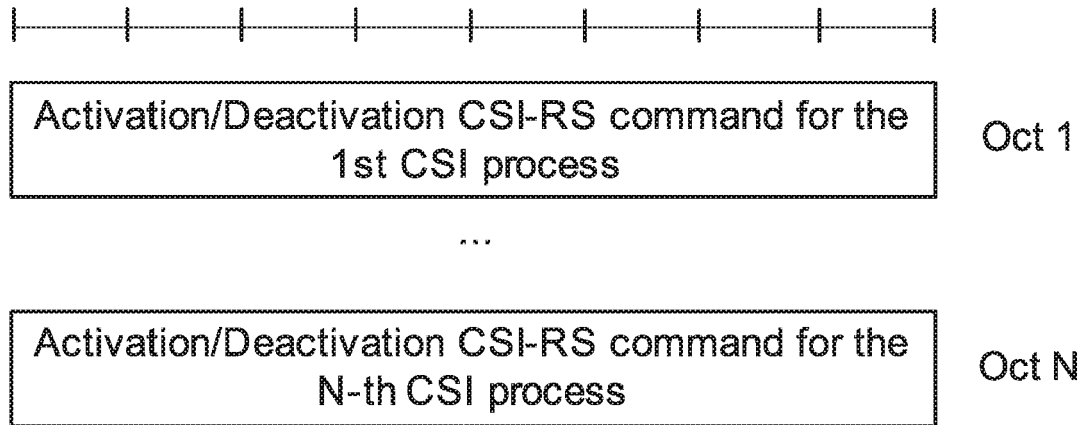 Activation/Deactivation CSI-RS command for the
1st CSI process
Oct 1
...
Activation/Deactivation CSI-RS command for the
N-th CSI process
Oct N